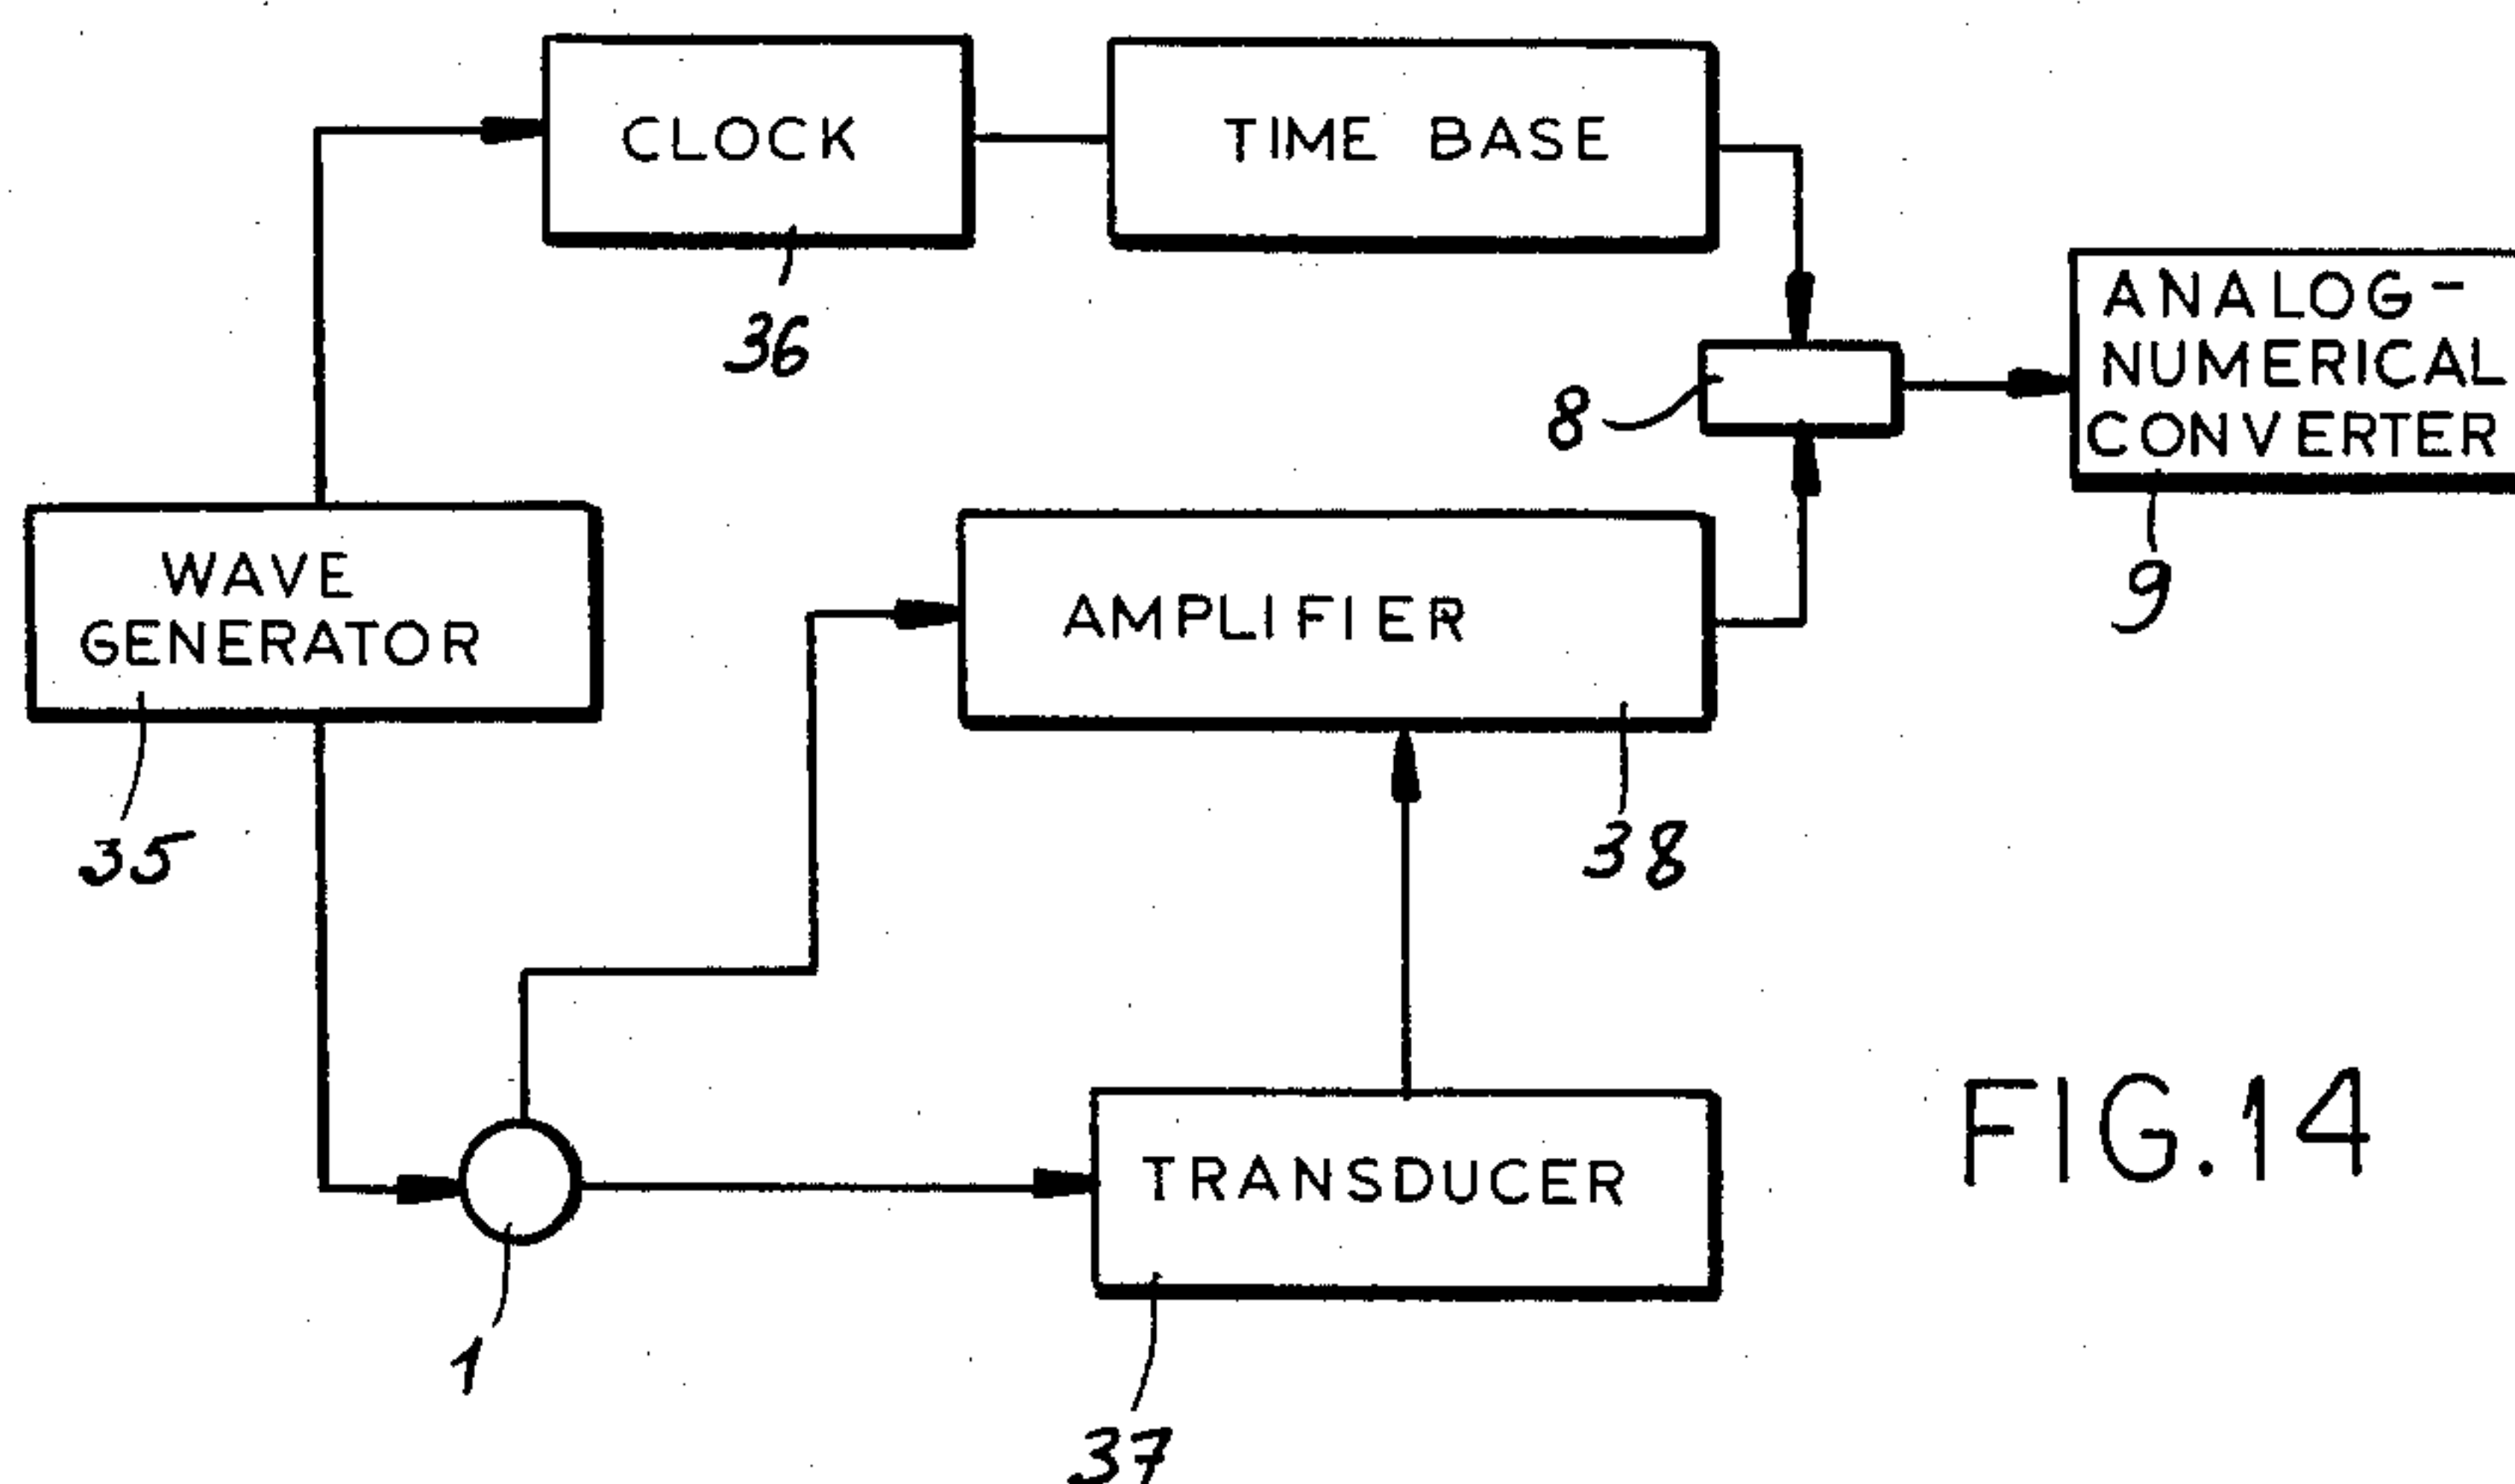 CLOCK
TIME BASE
36
ANALOG-
NUMERICAL
CONVERTER
8
9
WAVE
GENERATOR
AMPLIFIER
35
38
TRANSDUCER
FIG.14
1
37